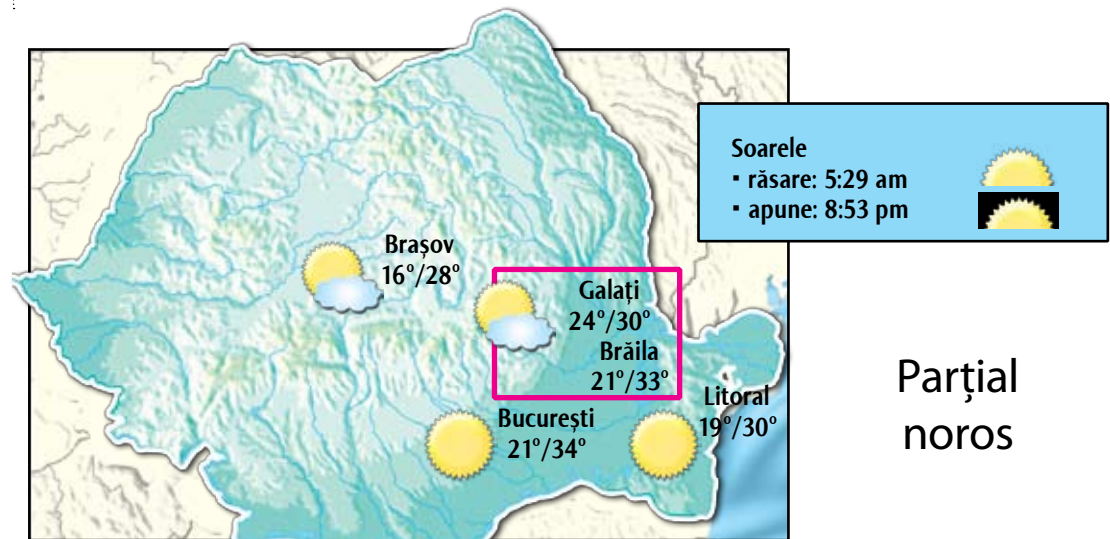 Soarele
▪ răsare: 5:29 am
▪ apune: 8:53 pm
Brașov
16°/28°
Galați
24°/30°
Brăila
21°/33°
Litoral
19°/30°
București
21°/34°
Parțial
noros